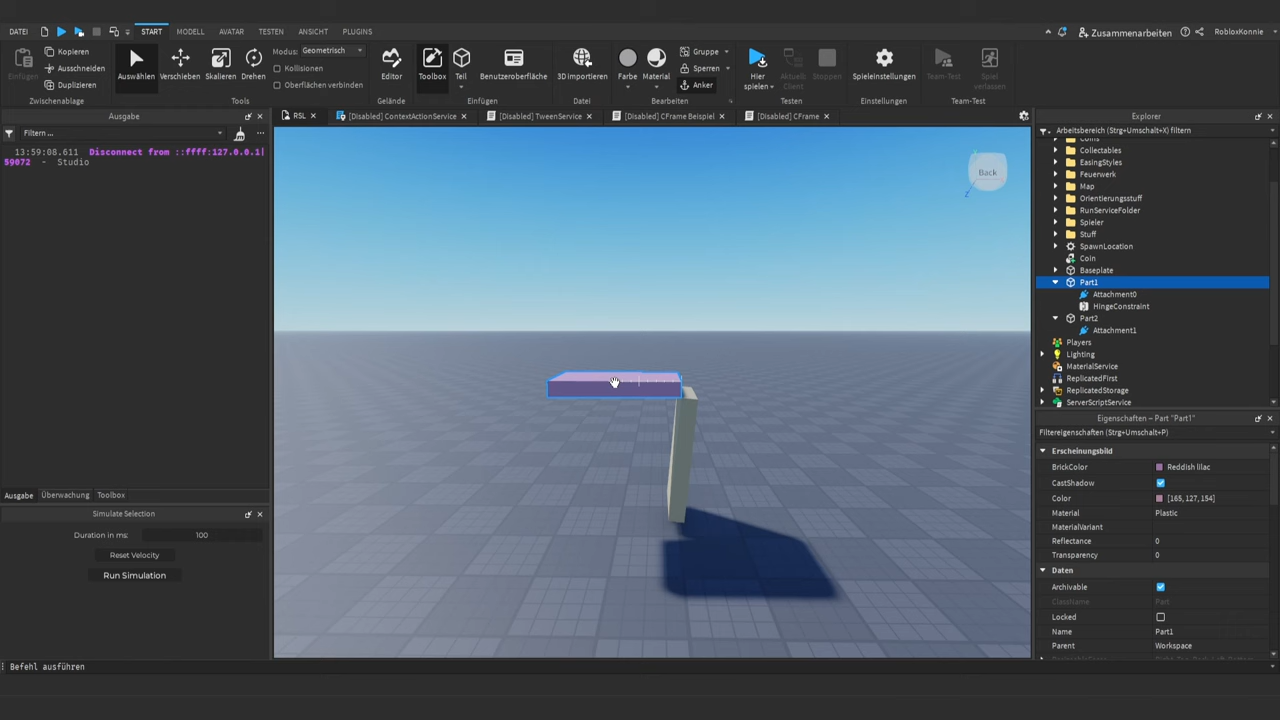 DATEI START MODELL AVATAR TESTEN ANSICHT PLUGINS Zusammenarbeiten RobloxKonnie
Einfügen Kopieren Ausschneiden Duplizieren
Auswählen Verschieben Skalieren Drehen
Modus: Geometrisch
Kollisionen
Oberflächen verbinden
Editor Toolbox Teil Benutzeroberfläche 3D Importieren Farbe Material
Gruppe
Sperren
Anker
Hier spielen Aktuell: Client Stoppen Spieleinstellungen Team-Test Spiel verlassen
Zwischenablage Tools Gelände Einfügen Datei Bearbeiten Testen Einstellungen Team-Test
Ausgabe
Filtern ...
13:59:08.611 Disconnect from ::ffff:127.0.0.1|
59072 - Studio
Ausgabe Überwachung Toolbox
Simulate Selection
Duration in ms: 100
Reset Velocity
Run Simulation
RSL [Disabled] ContextActionService [Disabled] TweenService [Disabled] CFrame Beispiel [Disabled] CFrame
Back
Z
Explorer
Arbeitsbereich (Strg+Umschalt+X) filtern
Coins
Collectables
EasingStyles
Feuerwerk
Map
Orientierungsstuff
RunServiceFolder
Spieler
Stuff
SpawnLocation
Coin
Baseplate
Part1
Attachment0
HingeConstraint
Part2
Attachment1
Players
Lighting
MaterialService
ReplicatedFirst
ReplicatedStorage
ServerScriptService
Eigenschaften – Part "Part1"
Filtereigenschaften (Strg+Umschalt+P)
Erscheinungsbild
BrickColor Reddish lilac
CastShadow
Color [165, 127, 154]
Material Plastic
MaterialVariant
Reflectance 0
Transparency 0
Daten
Archivable
ClassName Part
Locked
Name Part1
Parent Workspace
Befehl ausführen